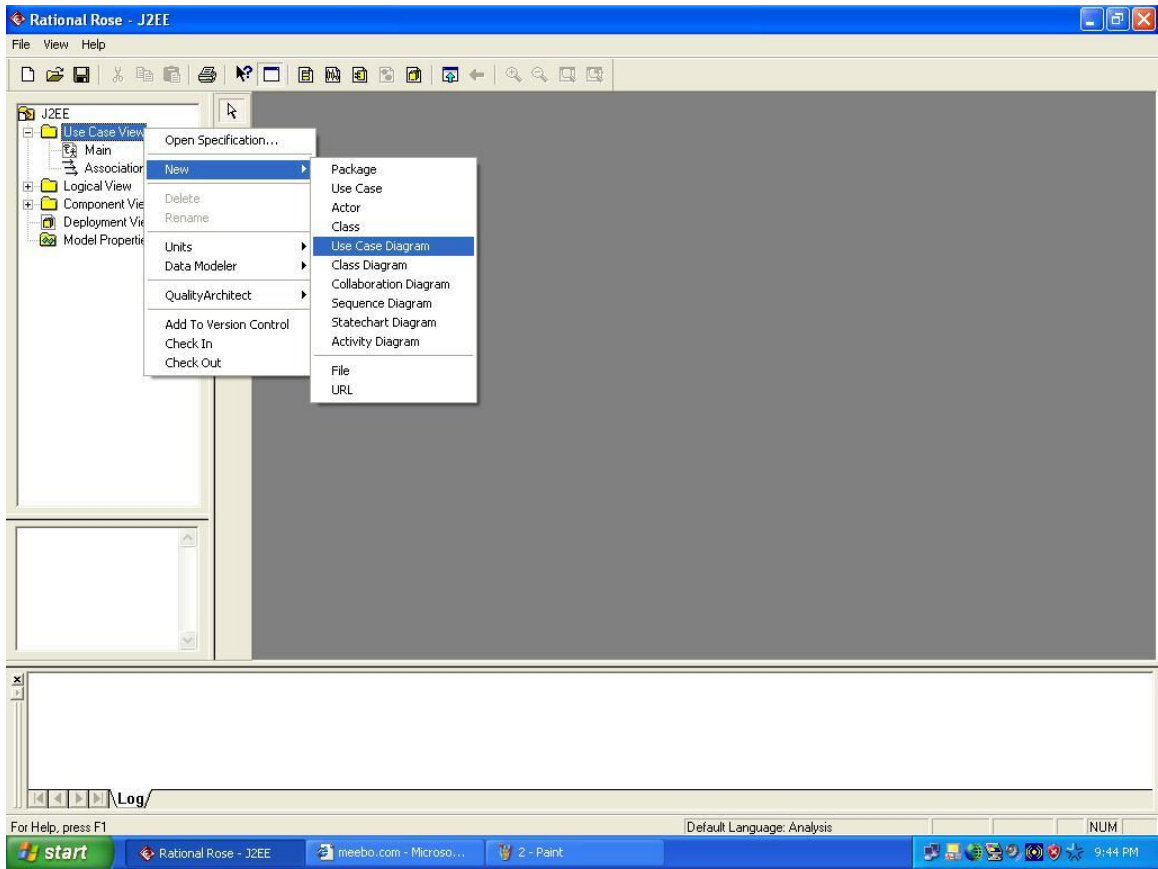 Rational Rose - J2EE
File View Help
J2EE
Use Case View
Main
Association
Logical View
Component Vie
Deployment Vie
Model Propertie
Open Specification...
New
Delete
Rename
Units
Data Modeler
QualityArchitect
Add To Version Control
Check In
Check Out
Package
Use Case
Actor
Class
Use Case Diagram
Class Diagram
Collaboration Diagram
Sequence Diagram
Statechart Diagram
Activity Diagram
File
URL
Log
For Help, press F1
Default Language: Analysis
NUM
start
Rational Rose - J2EE
meebo.com - Microso...
2 - Paint
9:44 PM